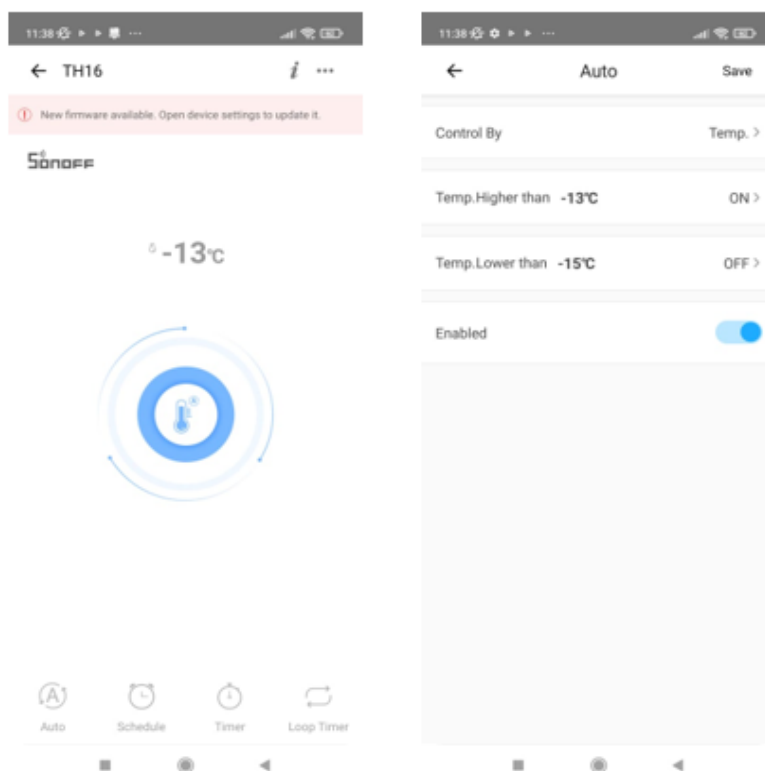 11:38
TH16
i
New firmware available. Open device settings to update it.
SONOFF
-13℃
Auto
Schedule
Timer
Loop Timer
11:38
Auto
Save
Control By
Temp.
Temp.Higher than -13℃
ON
Temp.Lower than -15℃
OFF
Enabled